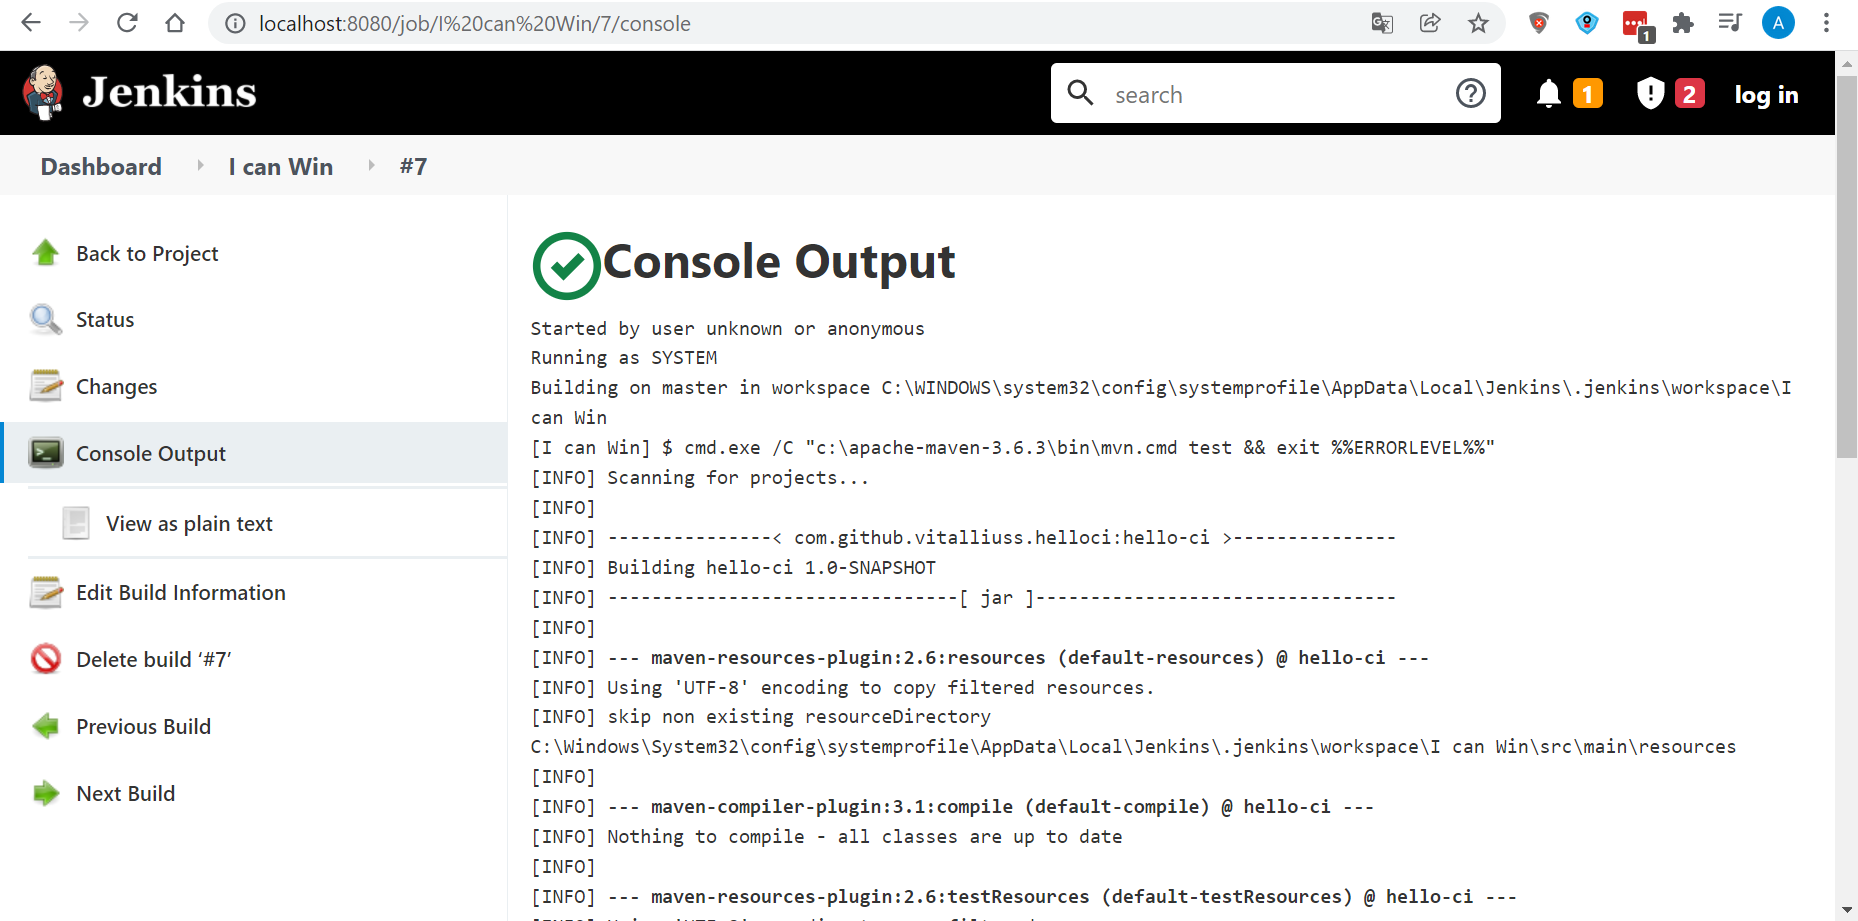 localhost:8080/job/I%20can%20Win/7/console
1
A
Jenkins
search
1
2
log in
Dashboard
I can Win
#7
Back to Project
Status
Changes
Console Output
View as plain text
Edit Build Information
Delete build ‘#7’
Previous Build
Next Build
Console Output
Started by user unknown or anonymous
Running as SYSTEM
Building on master in workspace C:\WINDOWS\system32\config\systemprofile\AppData\Local\Jenkins\.jenkins\workspace\I
can Win
[I can Win] $ cmd.exe /C "c:\apache-maven-3.6.3\bin\mvn.cmd test && exit %%ERRORLEVEL%%"
[INFO] Scanning for projects...
[INFO]
[INFO] ---------------< com.github.vitalliuss.helloci:hello-ci >---------------
[INFO] Building hello-ci 1.0-SNAPSHOT
[INFO] --------------------------------[ jar ]---------------------------------
[INFO]
[INFO] --- maven-resources-plugin:2.6:resources (default-resources) @ hello-ci ---
[INFO] Using 'UTF-8' encoding to copy filtered resources.
[INFO] skip non existing resourceDirectory
C:\Windows\System32\config\systemprofile\AppData\Local\Jenkins\.jenkins\workspace\I can Win\src\main\resources
[INFO]
[INFO] --- maven-compiler-plugin:3.1:compile (default-compile) @ hello-ci ---
[INFO] Nothing to compile - all classes are up to date
[INFO]
[INFO] --- maven-resources-plugin:2.6:testResources (default-testResources) @ hello-ci ---